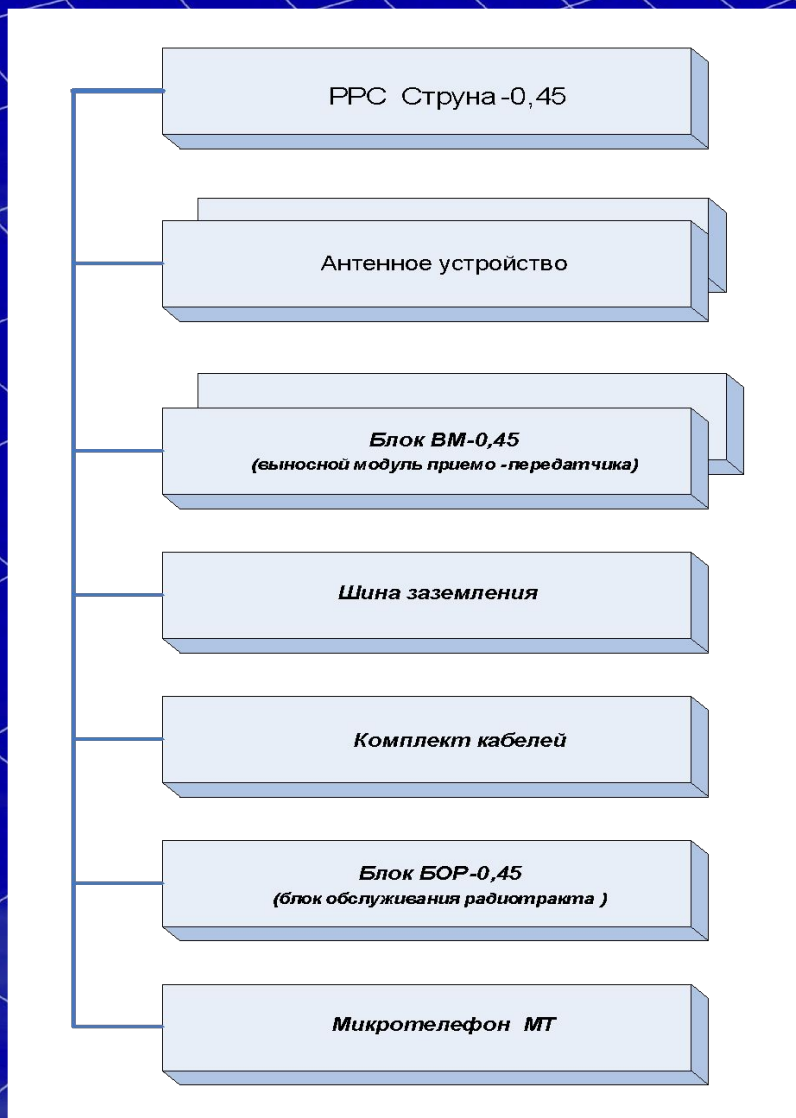 РРС Струна-0,45
Антенное устройство
Блок ВМ-0,45
(выносной модуль приемо-передатчика)
Шина заземления
Комплект кабелей
Блок БОР-0,45
(блок обслуживания радиотракта )
Микротелефон МТ